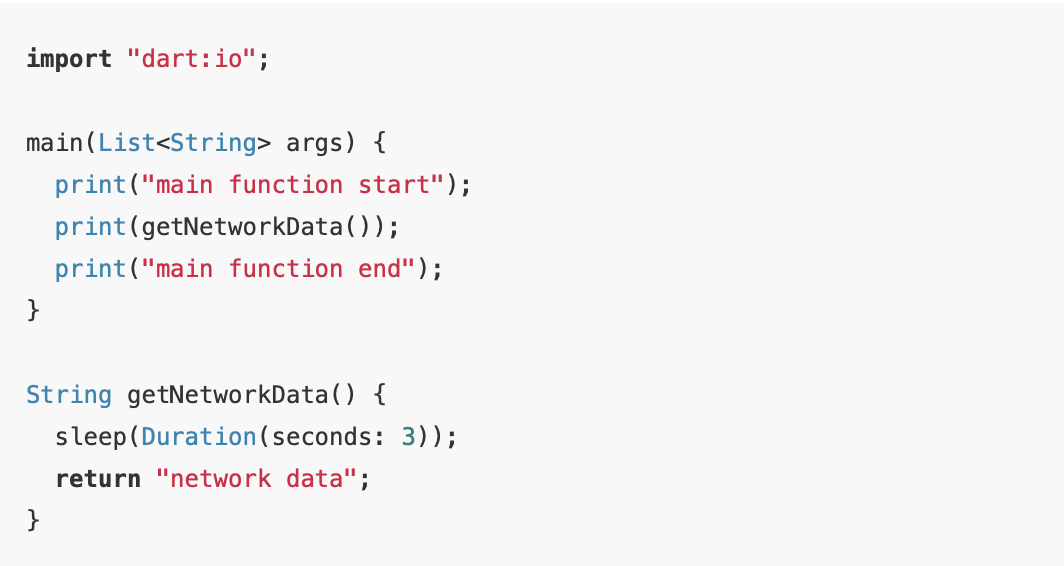 import "dart:io";

main(List<String> args) {
  print("main function start");
  print(getNetworkData());
  print("main function end");
}

String getNetworkData() {
  sleep(Duration(seconds: 3));
  return "network data";
}